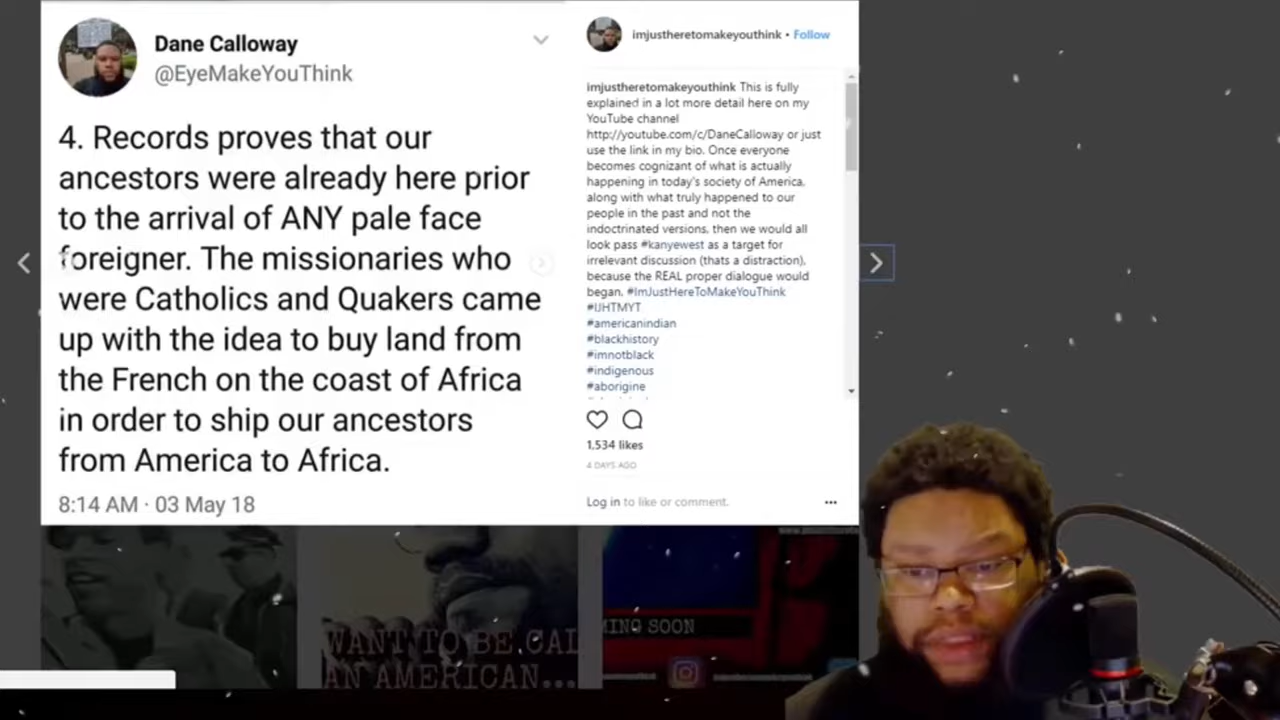 Dane Calloway
@EyeMakeYouThink
4. Records proves that our
ancestors were already here prior
to the arrival of ANY pale face
foreigner. The missionaries who
were Catholics and Quakers came
up with the idea to buy land from
the French on the coast of Africa
in order to ship our ancestors
from America to Africa.
8:14 AM · 03 May 18
imjustheretomakeyouthink • Follow
imjustheretomakeyouthink This is fully
explained in a lot more detail here on my
YouTube channel
http://youtube.com/c/DaneCalloway or just
use the link in my bio. Once everyone
becomes cognizant of what is actually
happening in today's society of America,
along with what truly happened to our
people in the past and not the
indoctrinated versions, then we would all
look pass #kanyewest as a target for
irrelevant discussion (thats a distraction),
because the REAL proper dialogue would
began. #ImJustHereToMakeYouThink
#IJHTMYT
#americanindian
#blackhistory
#imnotblack
#indigenous
#aborigine
1,534 likes
4 DAYS AGO
Log in to like or comment.
WANT TO BE CAL
AN AMERICAN...
MING SOON